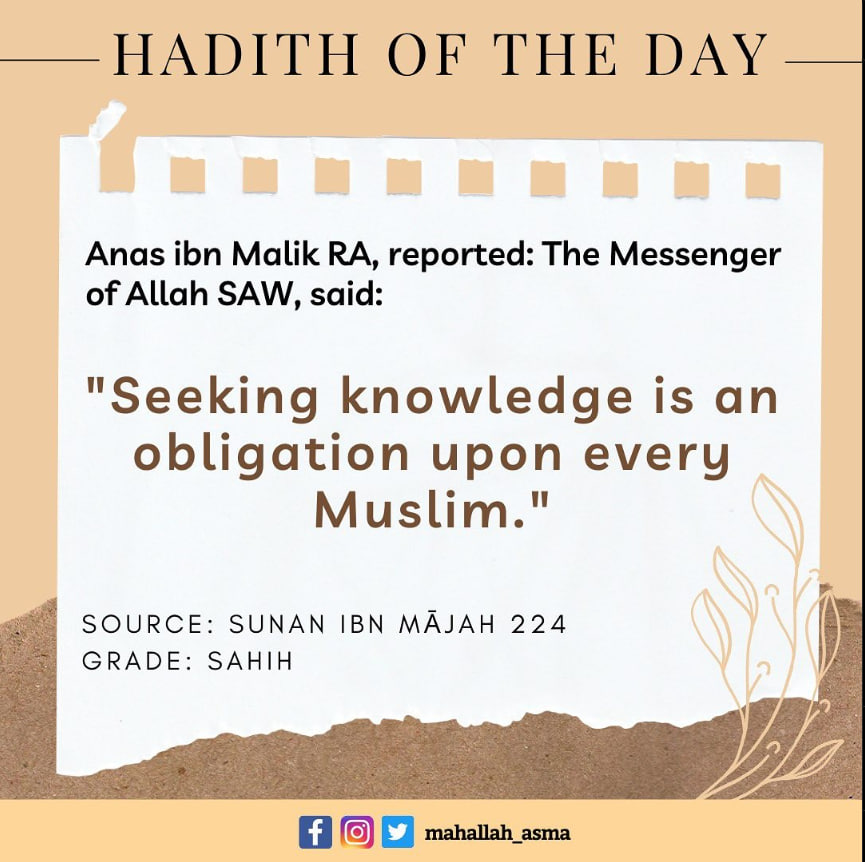 HADITH OF THE DAY
Anas ibn Malik RA, reported: The Messenger
of Allah SAW, said:
"Seeking knowledge is an
obligation upon every
Muslim."
SOURCE: SUNAN IBN MĀJAH 224
GRADE: SAHIH
mahallah_asma